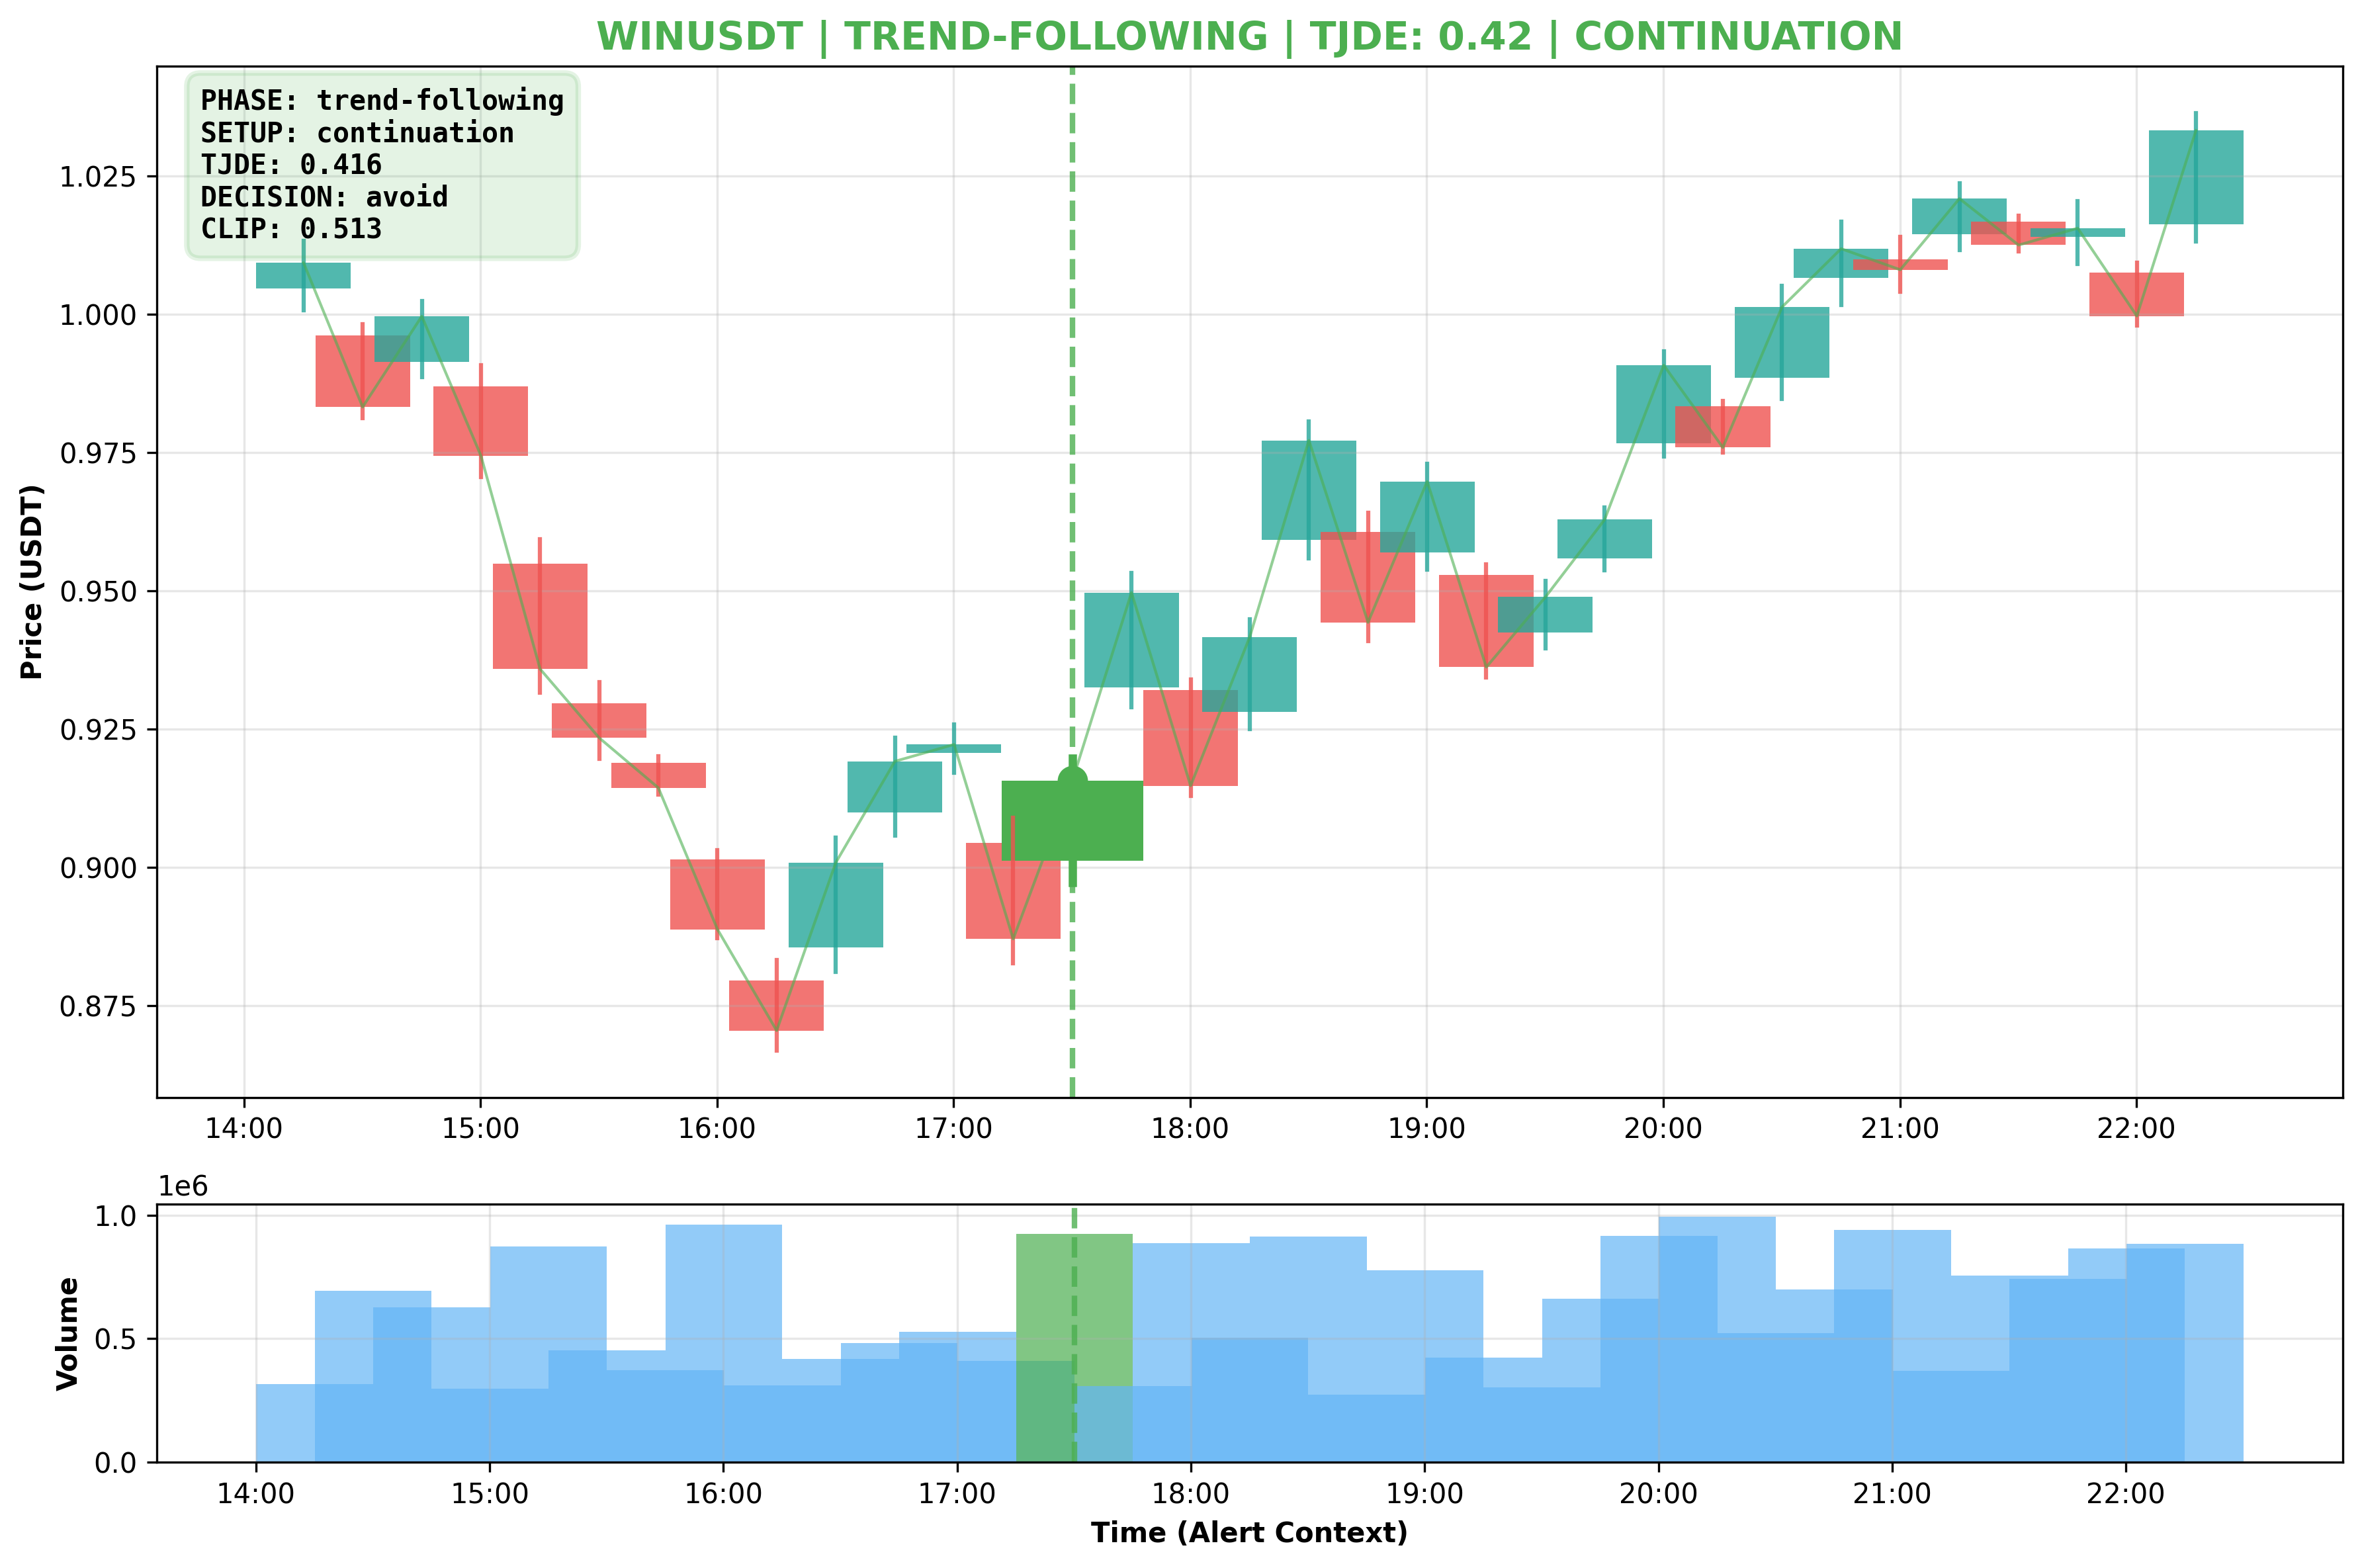 WINUSDT | TREND-FOLLOWING | TJDE: 0.42 | CONTINUATION
PHASE: trend-following
SETUP: continuation
TJDE: 0.416
DECISION: avoid
CLIP: 0.513
Price (USDT)
1.025
1.000
0.975
0.950
0.925
0.900
0.875
14:00 15:00 16:00 17:00 18:00 19:00 20:00 21:00 22:00
1e6
Volume
1.0
0.5
0.0
14:00 15:00 16:00 17:00 18:00 19:00 20:00 21:00 22:00
Time (Alert Context)